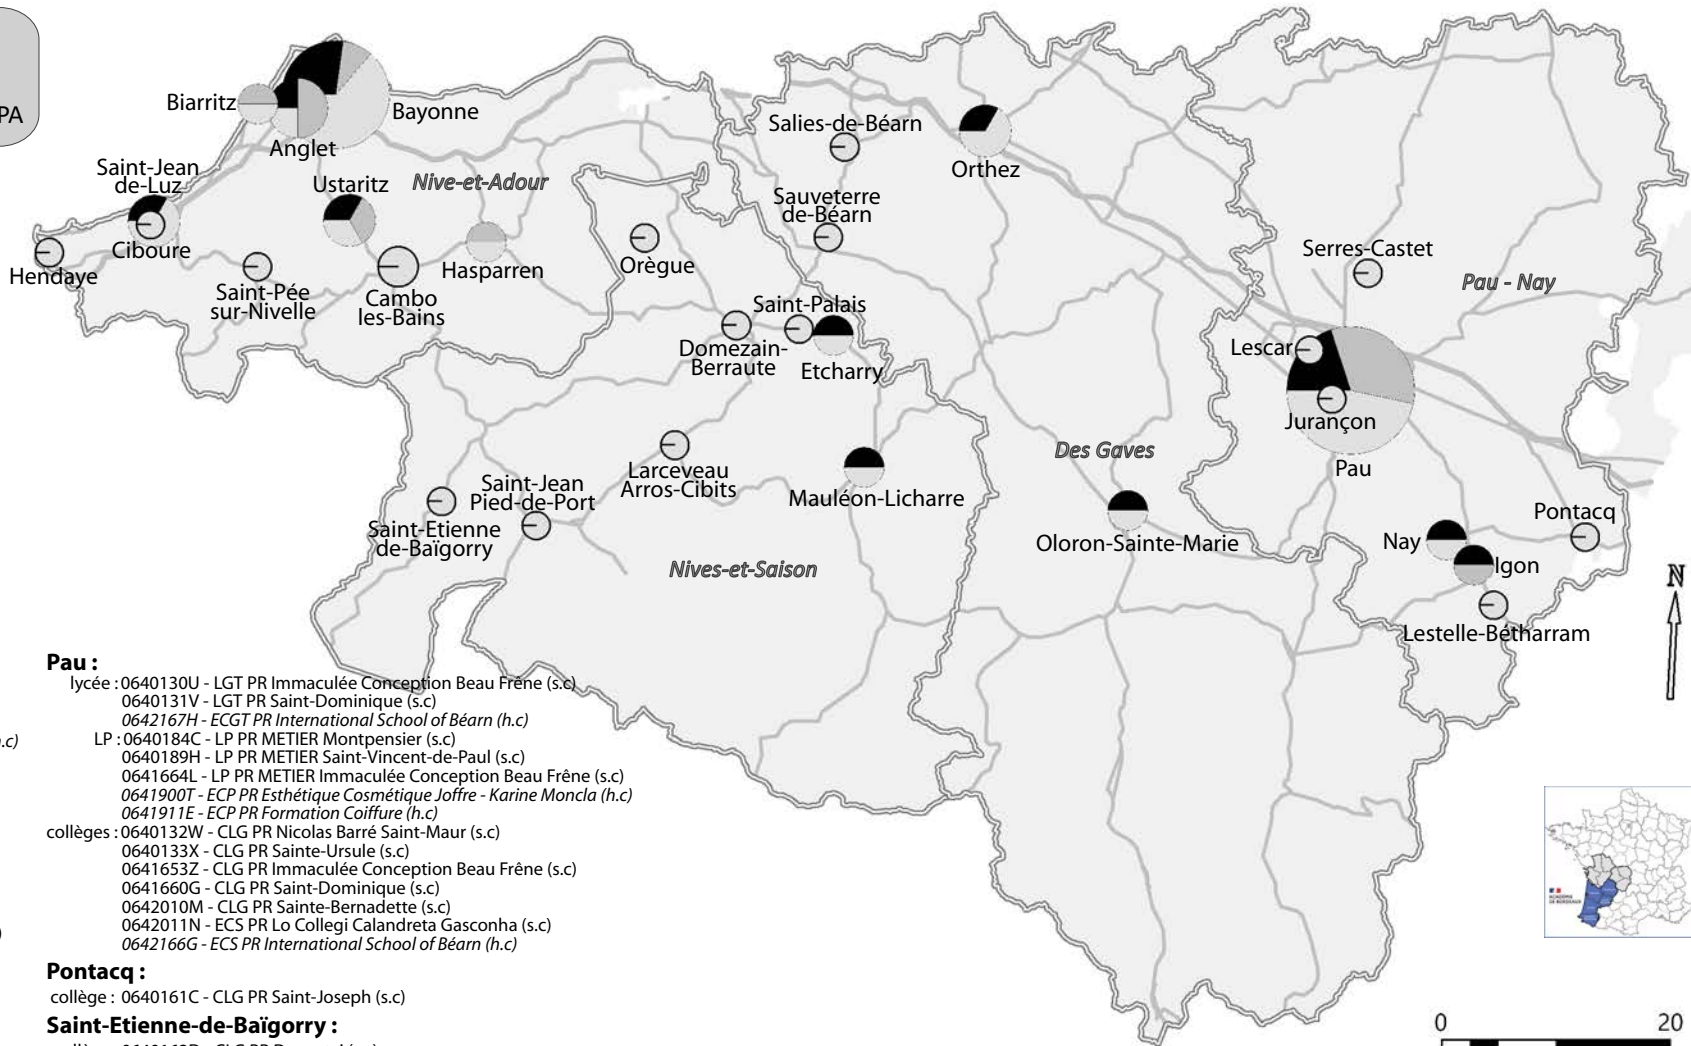 PA
Biarritz
Bayonne
Anglet
Saint-Jean
de-Luz
Ustaritz
Nive-et-Adour
Salies-de-Béarn
Orthez
Sauveterre
de-Béarn
Ciboure
Hendaye
Saint-Pée
sur-Nivelle
Cambo
les-Bains
Hasparren
Orègue
Serres-Castet
Pau - Nay
Saint-Palais
Domezain-
Berraute
Etcharry
Lescar
Jurançon
Pau
Des Gaves
Larceveau
Arros-Cibits
Mauléon-Licharre
Saint-Jean
Pied-de-Port
Saint-Etienne
de-Baïgorry
Oloron-Sainte-Marie
Pontacq
Nay
Igon
Nives-et-Saison
Lestelle-Bétharram
N
Pau :
lycée : 0640130U - LGT PR Immaculée Conception Beau Frêne (s.c)
0640131V - LGT PR Saint-Dominique (s.c)
0642167H - ECGT PR International School of Béarn (h.c)
.c)
LP : 0640184C - LP PR METIER Montpensier (s.c)
0640189H - LP PR METIER Saint-Vincent-de-Paul (s.c)
0641664L - LP PR METIER Immaculée Conception Beau Frêne (s.c)
0641900T - ECP PR Esthétique Cosmétique Joffre - Karine Moncla (h.c)
0641911E - ECP PR Formation Coiffure (h.c)
collèges : 0640132W - CLG PR Nicolas Barré Saint-Maur (s.c)
0640133X - CLG PR Sainte-Ursule (s.c)
0641653Z - CLG PR Immaculée Conception Beau Frêne (s.c)
0641660G - CLG PR Saint-Dominique (s.c)
0642010M - CLG PR Sainte-Bernadette (s.c)
0642011N - ECS PR Lo Collegi Calandreta Gasconha (s.c)
0642166G - ECS PR International School of Béarn (h.c)
)
Pontacq :
collège : 0640161C - CLG PR Saint-Joseph (s.c)
Saint-Etienne-de-Baïgorry :
ACADÉMIE
DE BORDEAUX
0 20